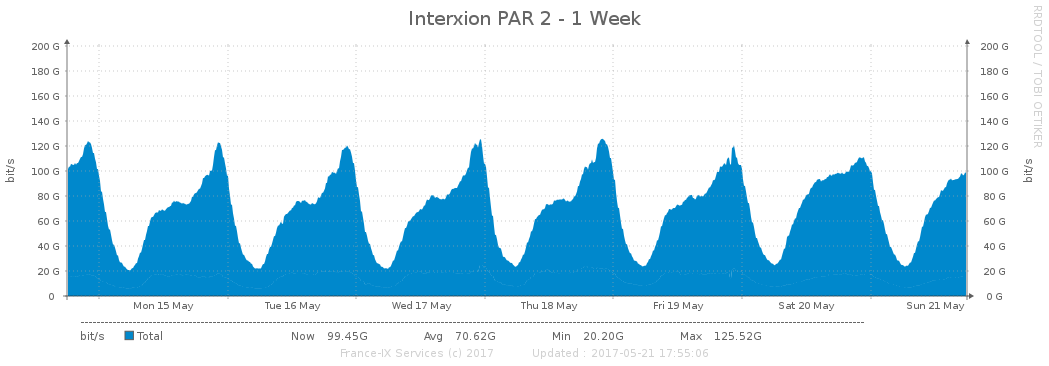 Interxion PAR 2 - 1 Week
RRDTOOL / TOBI OETIKER
bit/s
200 G 200 G
180 G 180 G
160 G 160 G
140 G 140 G
120 G 120 G
100 G 100 G
80 G 80 G
60 G 60 G
40 G 40 G
20 G 20 G
0 0 G
bit/s
Mon 15 May Tue 16 May Wed 17 May Thu 18 May Fri 19 May Sat 20 May Sun 21 May
bit/s Total Now 99.45G Avg 70.62G Min 20.20G Max 125.52G
France-IX Services (c) 2017 Updated : 2017-05-21 17:55:06